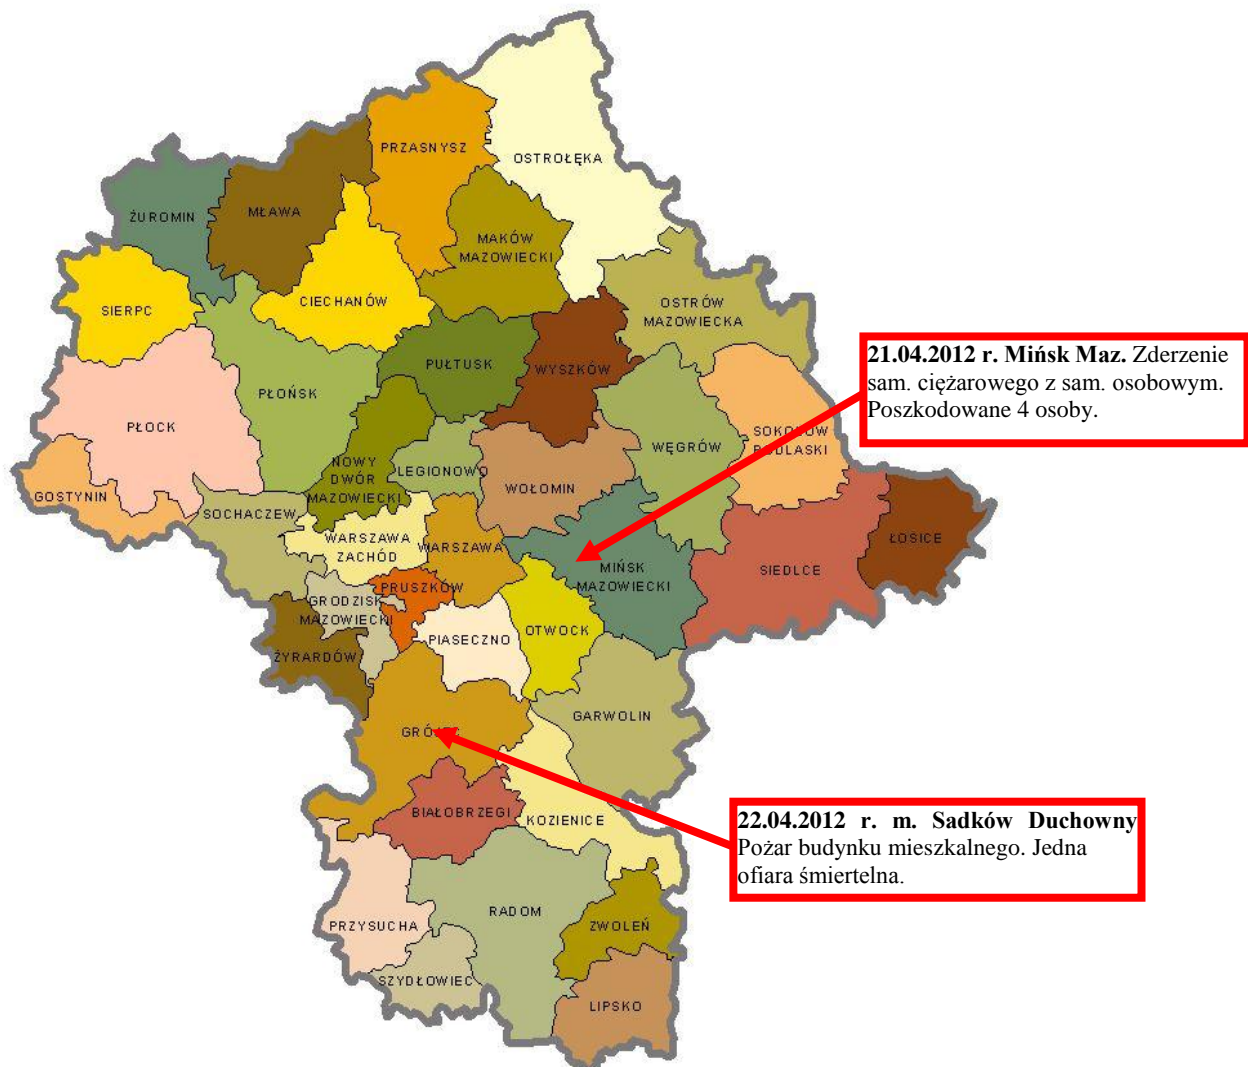 PRZASNYSZ
OSTROŁĘKA
ŻUROMIN
MŁAWA
MAKÓW
MAZOWIECKI
SIERPC
CIECHANÓW
OSTRÓW
MAZOWIECKA
21.04.2012 r. Mińsk Maz. Zderzenie
sam. ciężarowego z sam. osobowym.
Poszkodowane 4 osoby.
PUŁTUSK
WYSZKÓW
PŁOŃSK
PŁOCK
WĘGRÓW
SOKOŁÓW
PODLASKI
NOWY
DWÓR
MAZOWIECKI
LEGIONOWO
WOŁOMIN
GOSTYNIN
SOCHACZEW
WARSZAWA
ZACHÓD
WARSZAWA
MIŃSK
MAZOWIECKI
SIEDLCE
ŁOSICE
PRUSZKÓW
GRODZISK
MAZOWIECKI
PIASECZNO
OTWOCK
ŻYRARDÓW
GARWOLIN
GRÓJEC
BIAŁOBRZEGI
KOZIENICE
22.04.2012 r. m. Sadków Duchowny
Pożar budynku mieszkalnego. Jedna
ofiara śmiertelna.
RADOM
PRZYSUCHA
ZWOLEŃ
SZYDŁOWIEC
LIPSKO